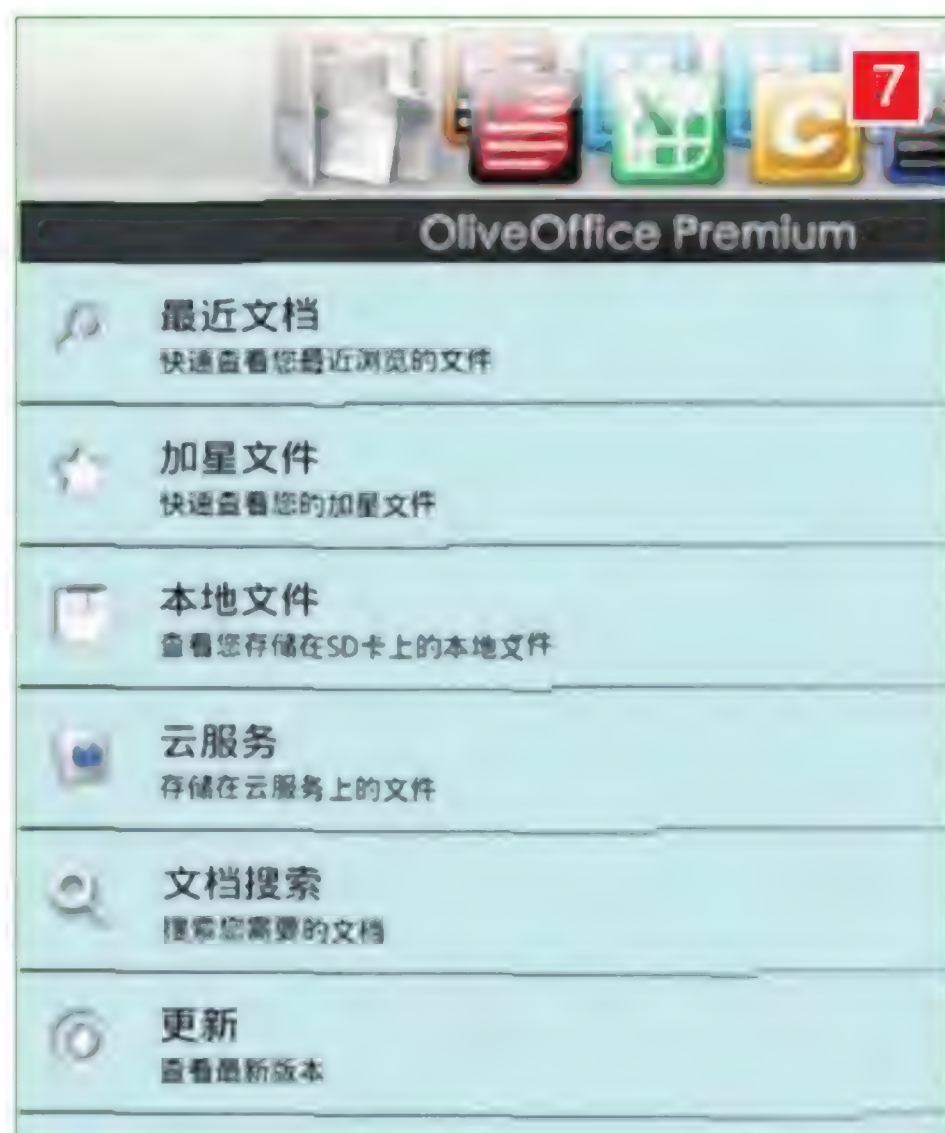 7
OliveOffice Premium
最近文档
快速查看您最近浏览的文件
加星文件
快速查看您的加星文件
本地文件
查看您存储在SD卡上的本地文件
云服务
存储在云服务上的文件
文档搜索
搜索您需要的文档
更新
查看最新版本